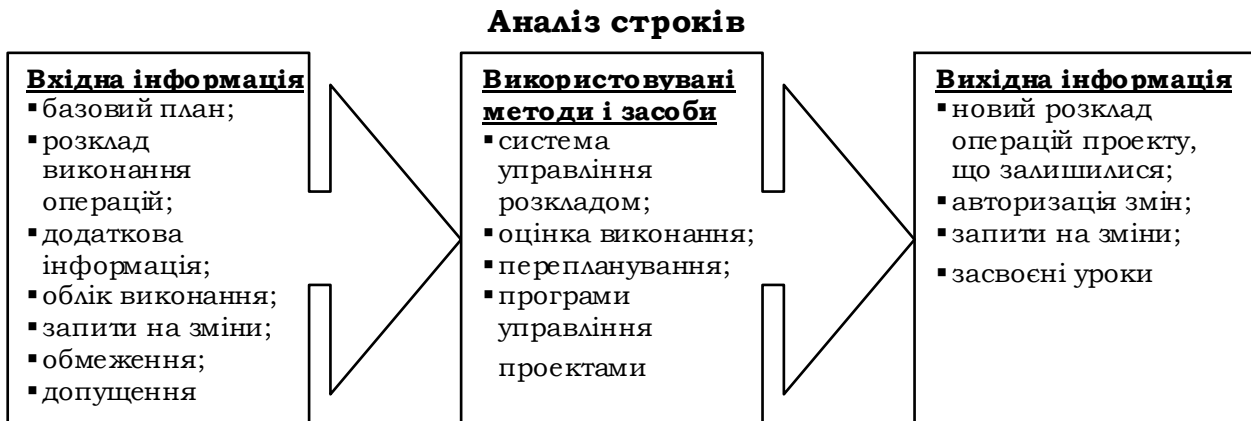 Аналіз строків
Вхідна інформація
▪ базовий план;
▪ розклад
виконання
операцій;
▪ додаткова
інформація;
▪ облік виконання;
▪ запити на зміни;
▪ обмеження;
▪ допущення
Використовувані
методи і засоби
▪ система
управління
розкладом;
▪ оцінка виконання;
▪ перепланування;
▪ програми
управління
проектами
Вихідна інформація
▪ новий розклад
операцій проекту,
що залишилися;
▪ авторизація змін;
▪ запити на зміни;
▪ засвоєні уроки